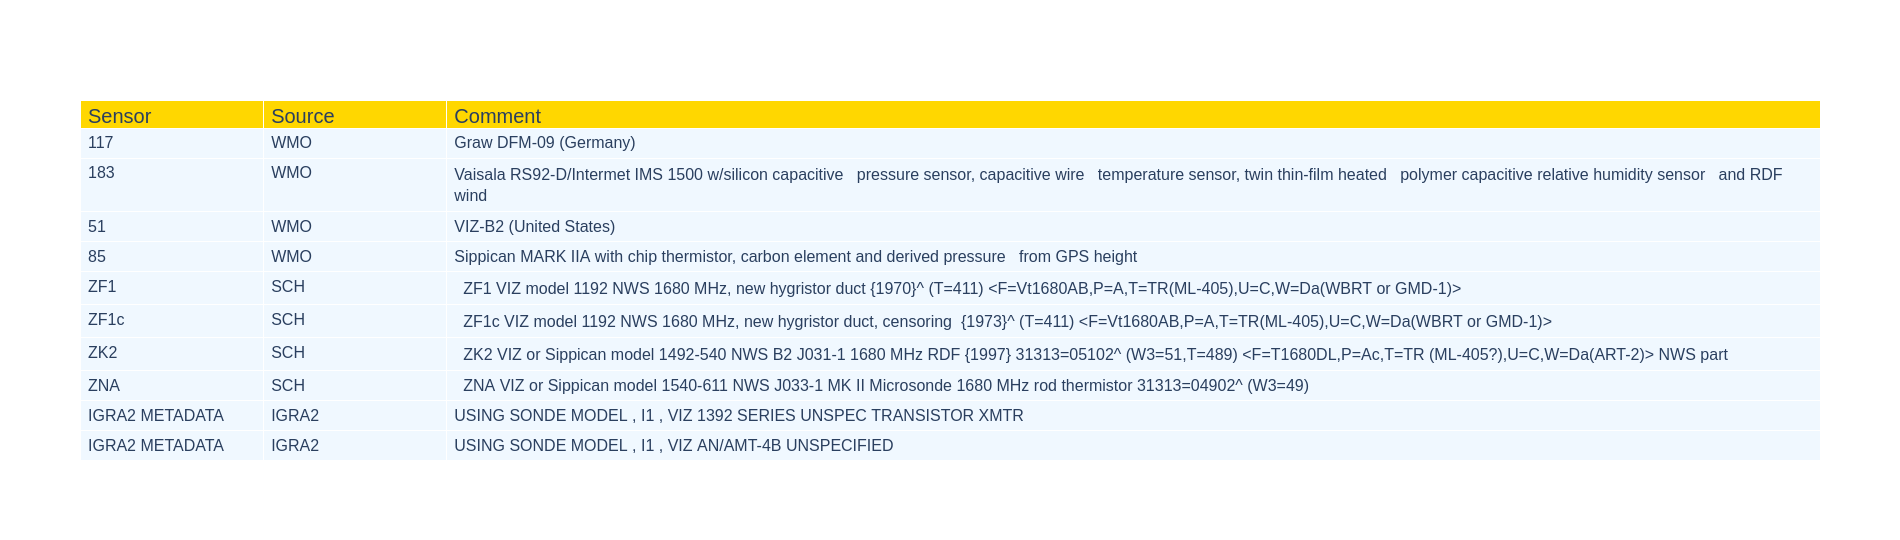 Sensor Source Comment
117 WMO Graw DFM-09 (Germany)
183 WMO Vaisala RS92-D/Intermet IMS 1500 w/silicon capacitive   pressure sensor, capacitive wire   temperature sensor, twin thin-film heated   polymer capacitive relative humidity sensor   and RDF
wind
51 WMO VIZ-B2 (United States)
85 WMO Sippican MARK IIA with chip thermistor, carbon element and derived pressure   from GPS height
ZF1 SCH ZF1 VIZ model 1192 NWS 1680 MHz, new hygristor duct {1970}^ (T=411) <F=Vt1680AB,P=A,T=TR(ML-405),U=C,W=Da(WBRT or GMD-1)>
ZF1c SCH ZF1c VIZ model 1192 NWS 1680 MHz, new hygristor duct, censoring  {1973}^ (T=411) <F=Vt1680AB,P=A,T=TR(ML-405),U=C,W=Da(WBRT or GMD-1)>
ZK2 SCH ZK2 VIZ or Sippican model 1492-540 NWS B2 J031-1 1680 MHz RDF {1997} 31313=05102^ (W3=51,T=489) <F=T1680DL,P=Ac,T=TR (ML-405?),U=C,W=Da(ART-2)> NWS part
ZNA SCH ZNA VIZ or Sippican model 1540-611 NWS J033-1 MK II Microsonde 1680 MHz rod thermistor 31313=04902^ (W3=49)
IGRA2 METADATA IGRA2 USING SONDE MODEL , I1 , VIZ 1392 SERIES UNSPEC TRANSISTOR XMTR
IGRA2 METADATA IGRA2 USING SONDE MODEL , I1 , VIZ AN/AMT-4B UNSPECIFIED